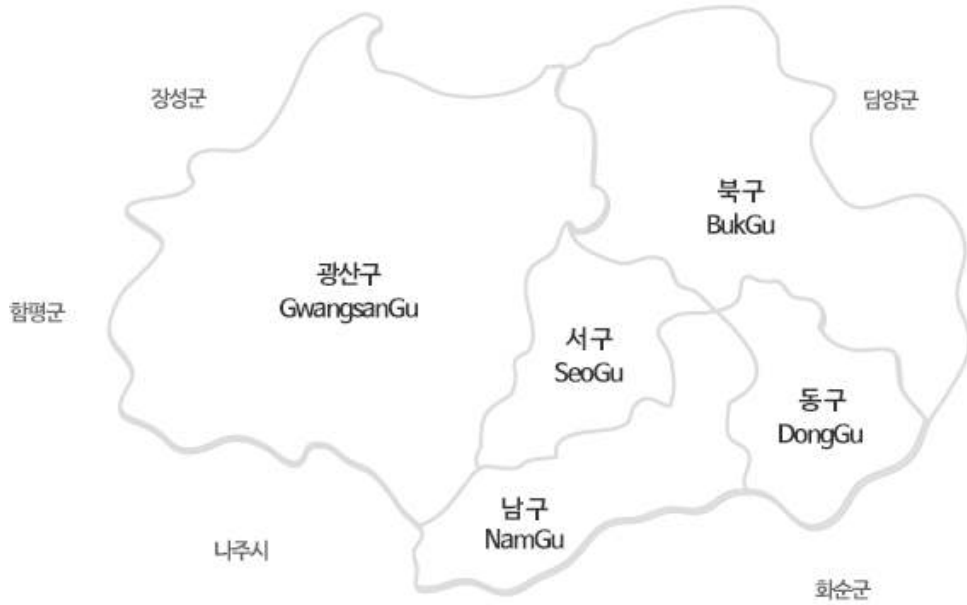 장성군
담양군
북구
BukGu
광산구
GwangsanGu
함평군
서구
SeoGu
동구
DongGu
남구
NamGu
나주시
화순군